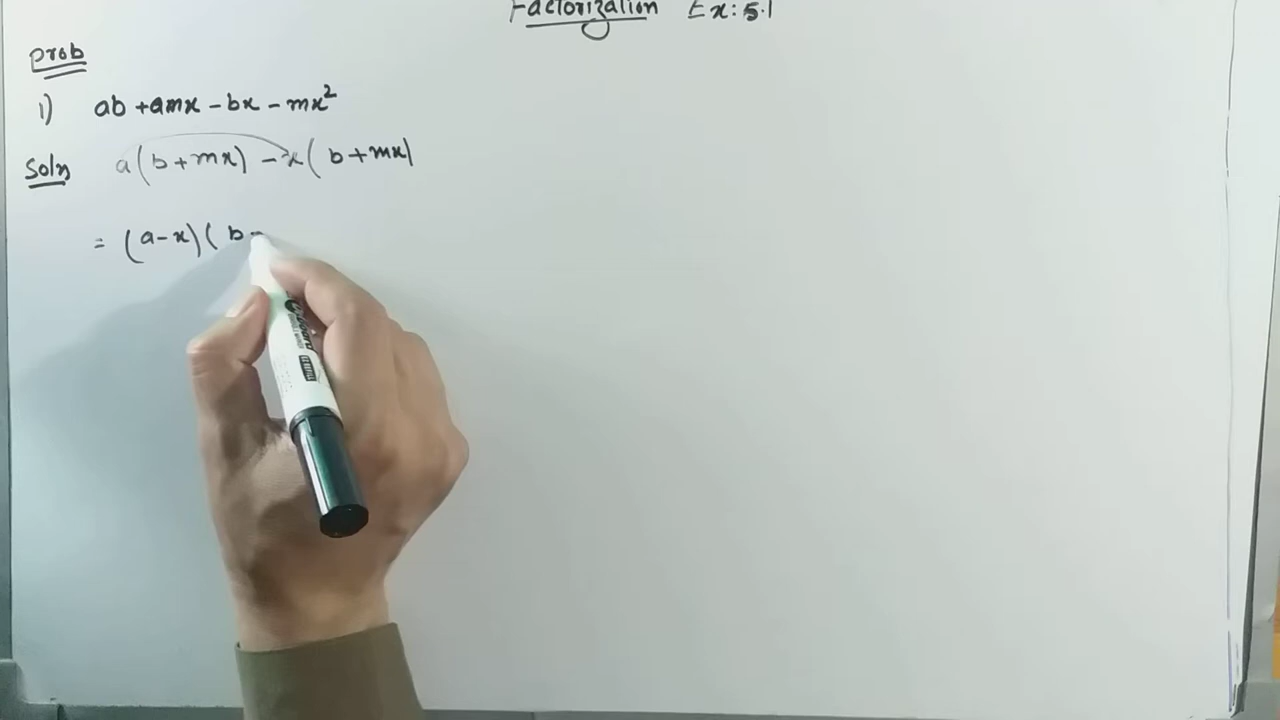 Factorization Ex: 5.1
prob
1) ab + amx - bx - mx²
Soln a(b+mx) - x(b+mx)
= (a-x)(b